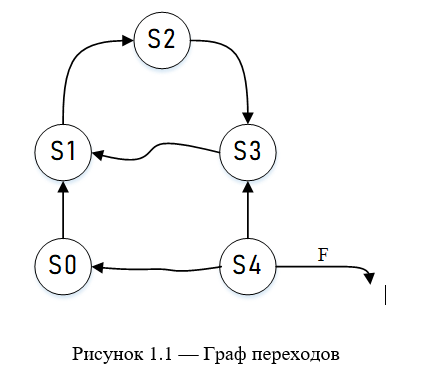 S2
S1
S3
S0
S4
F
Рисунок 1.1 — Граф переходов